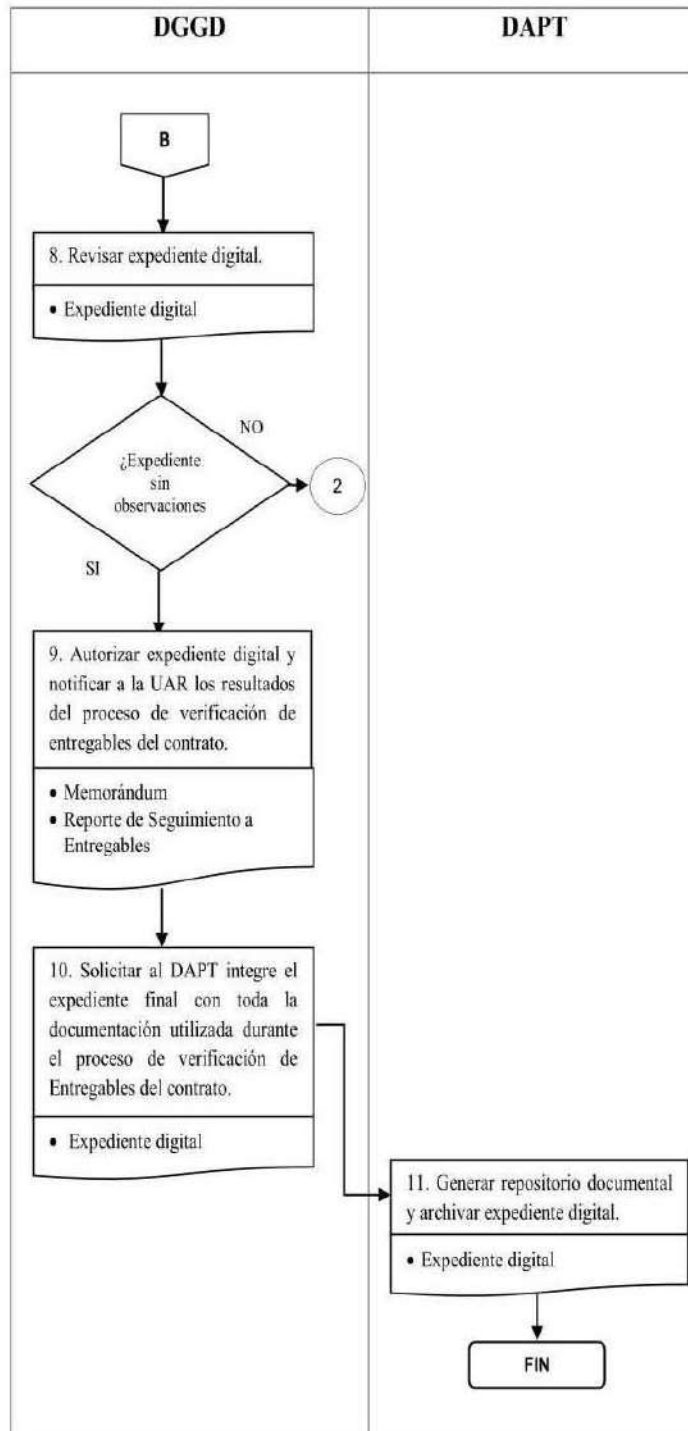 DGGD
DAPT
B
8. Revisar expediente digital.
• Expediente digital
NO
¿Expediente
sin
observaciones
2
SI
9. Autorizar expediente digital y
notificar a la UAR los resultados
del proceso de verificación de
entregables del contrato.
• Memorándum
• Reporte de Seguimiento a
Entregables
10. Solicitar al DAPT integre el
expediente final con toda la
documentación utilizada durante
el proceso de verificación de
Entregables del contrato.
• Expediente digital
11. Generar repositorio documental
y archivar expediente digital.
• Expediente digital
FIN